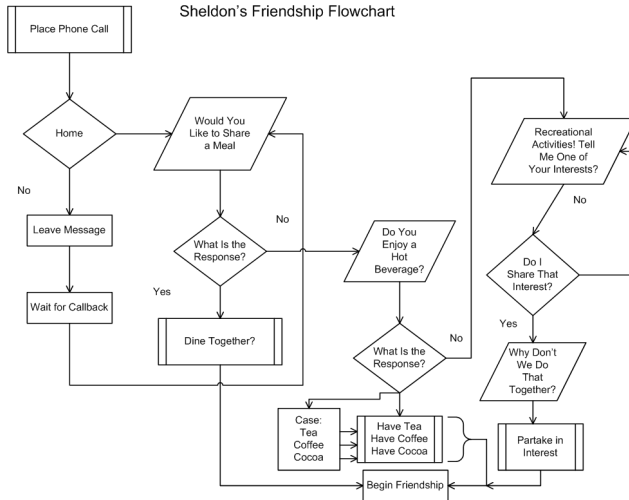 Sheldon's Friendship Flowchart
Place Phone Call
Home
No
Leave Message
Wait for Callback
Would You
Like to Share
a Meal
What Is the
Response?
No
Yes
Dine Together?
Do You
Enjoy a
Hot
Beverage?
What Is the
Response?
No
Case:
Tea
Coffee
Cocoa
Have Tea
Have Coffee
Have Cocoa
Recreational
Activities! Tell
Me One of
Your Interests?
No
Do I
Share That
Interest?
Yes
Why Don't
We Do
That
Together?
Partake in
Interest
Begin Friendship